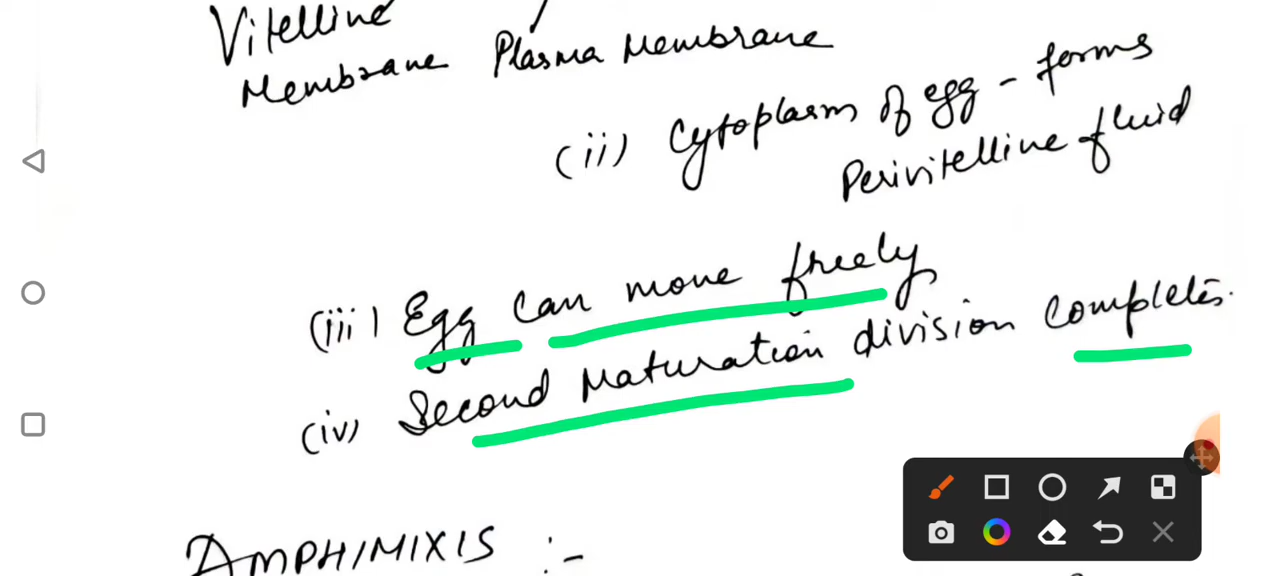 Vitelline
Membrane Plasma Membrane
(ii) Cytoplasm of egg - forms
Perivitelline fluid
(iii) Egg can move freely
(iv) Second Maturation division completes.
AMPHIMIXIS :-